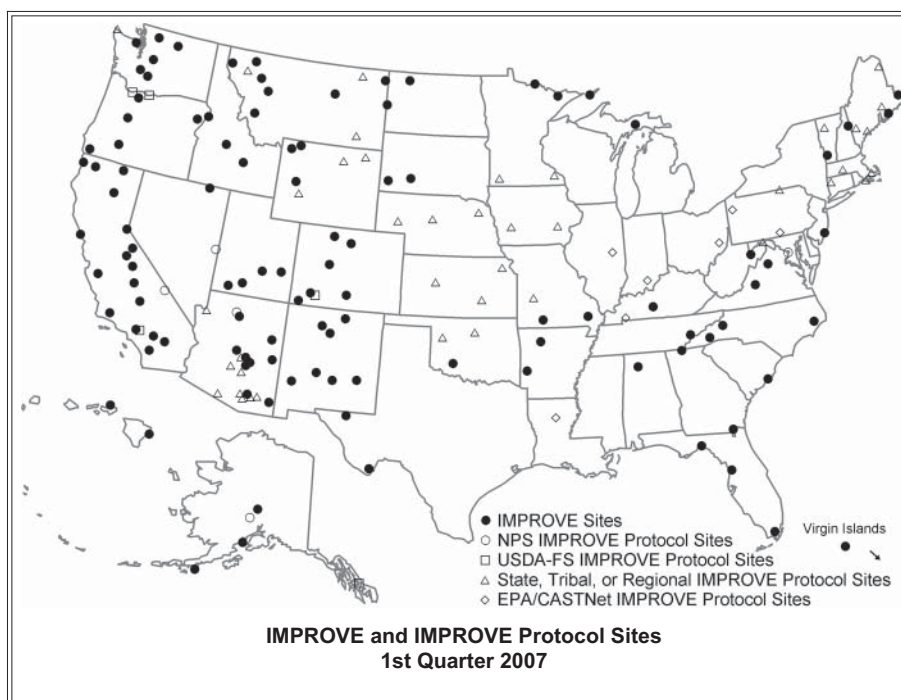 IMPROVE Sites
NPS IMPROVE Protocol Sites
USDA-FS IMPROVE Protocol Sites
State, Tribal, or Regional IMPROVE Protocol Sites
EPA/CASTNet IMPROVE Protocol Sites
Virgin Islands
IMPROVE and IMPROVE Protocol Sites
1st Quarter 2007